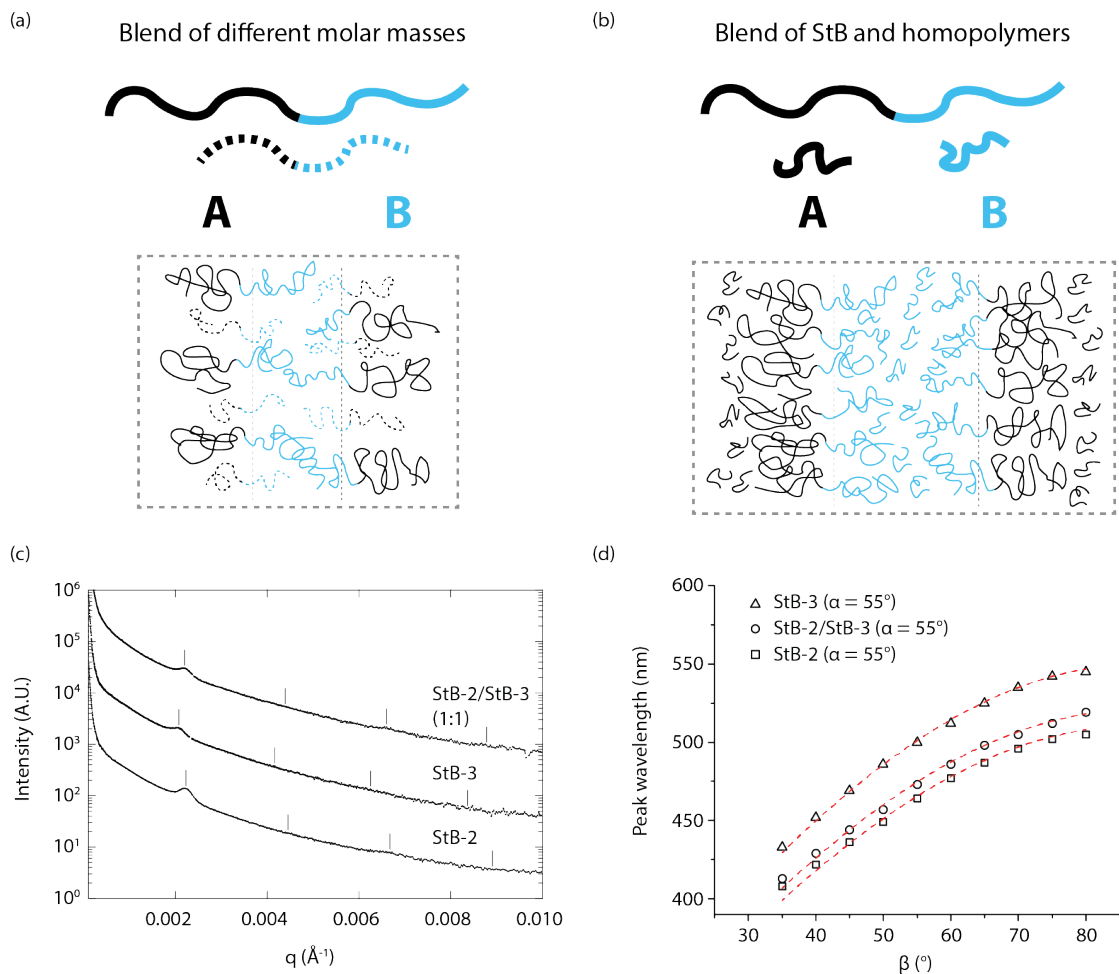 (a)
Blend of different molar masses
A
B
(b)
Blend of StB and homopolymers
A
B
(c)
Intensity (A.U.)
10⁶
10⁵
10⁴
10³
10²
10¹
10⁰
StB-2/StB-3
(1:1)
StB-3
StB-2
0.002
0.004
0.006
0.008
0.010
q (Å⁻¹)
(d)
Peak wavelength (nm)
600
550
500
450
400
StB-3 (α = 55°)
StB-2/StB-3 (α = 55°)
StB-2 (α = 55°)
30
40
50
60
70
80
β (°)